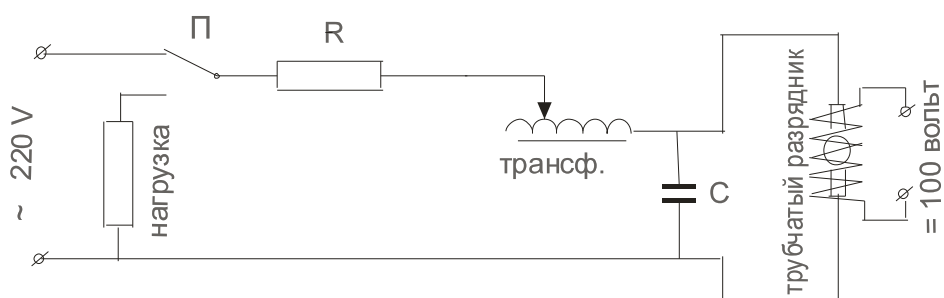 П
R
~ 220 V
нагрузка
трансф.
C
трубчатый разрядник
= 100 вольт